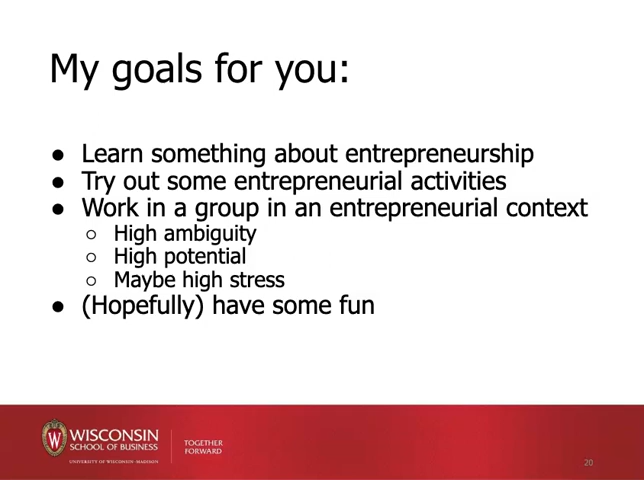 My goals for you:
● Learn something about entrepreneurship
● Try out some entrepreneurial activities
● Work in a group in an entrepreneurial context
○ High ambiguity
○ High potential
○ Maybe high stress
● (Hopefully) have some fun
W
WISCONSIN
SCHOOL OF BUSINESS
UNIVERSITY OF WISCONSIN-MADISON
TOGETHER
FORWARD
20